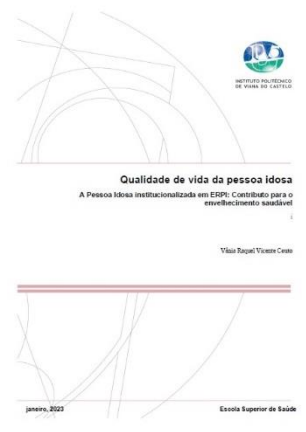 INSTITUTO POLITÉCNICO
DE VIANA DO CASTELO
Qualidade de vida da pessoa idosa
A Pessoa Idosa institucionalizada em ERPI: Contributo para o
envelhecimento saudável
Vânia Raquel Vicente Couto
janeiro, 2023
Escola Superior de Saúde